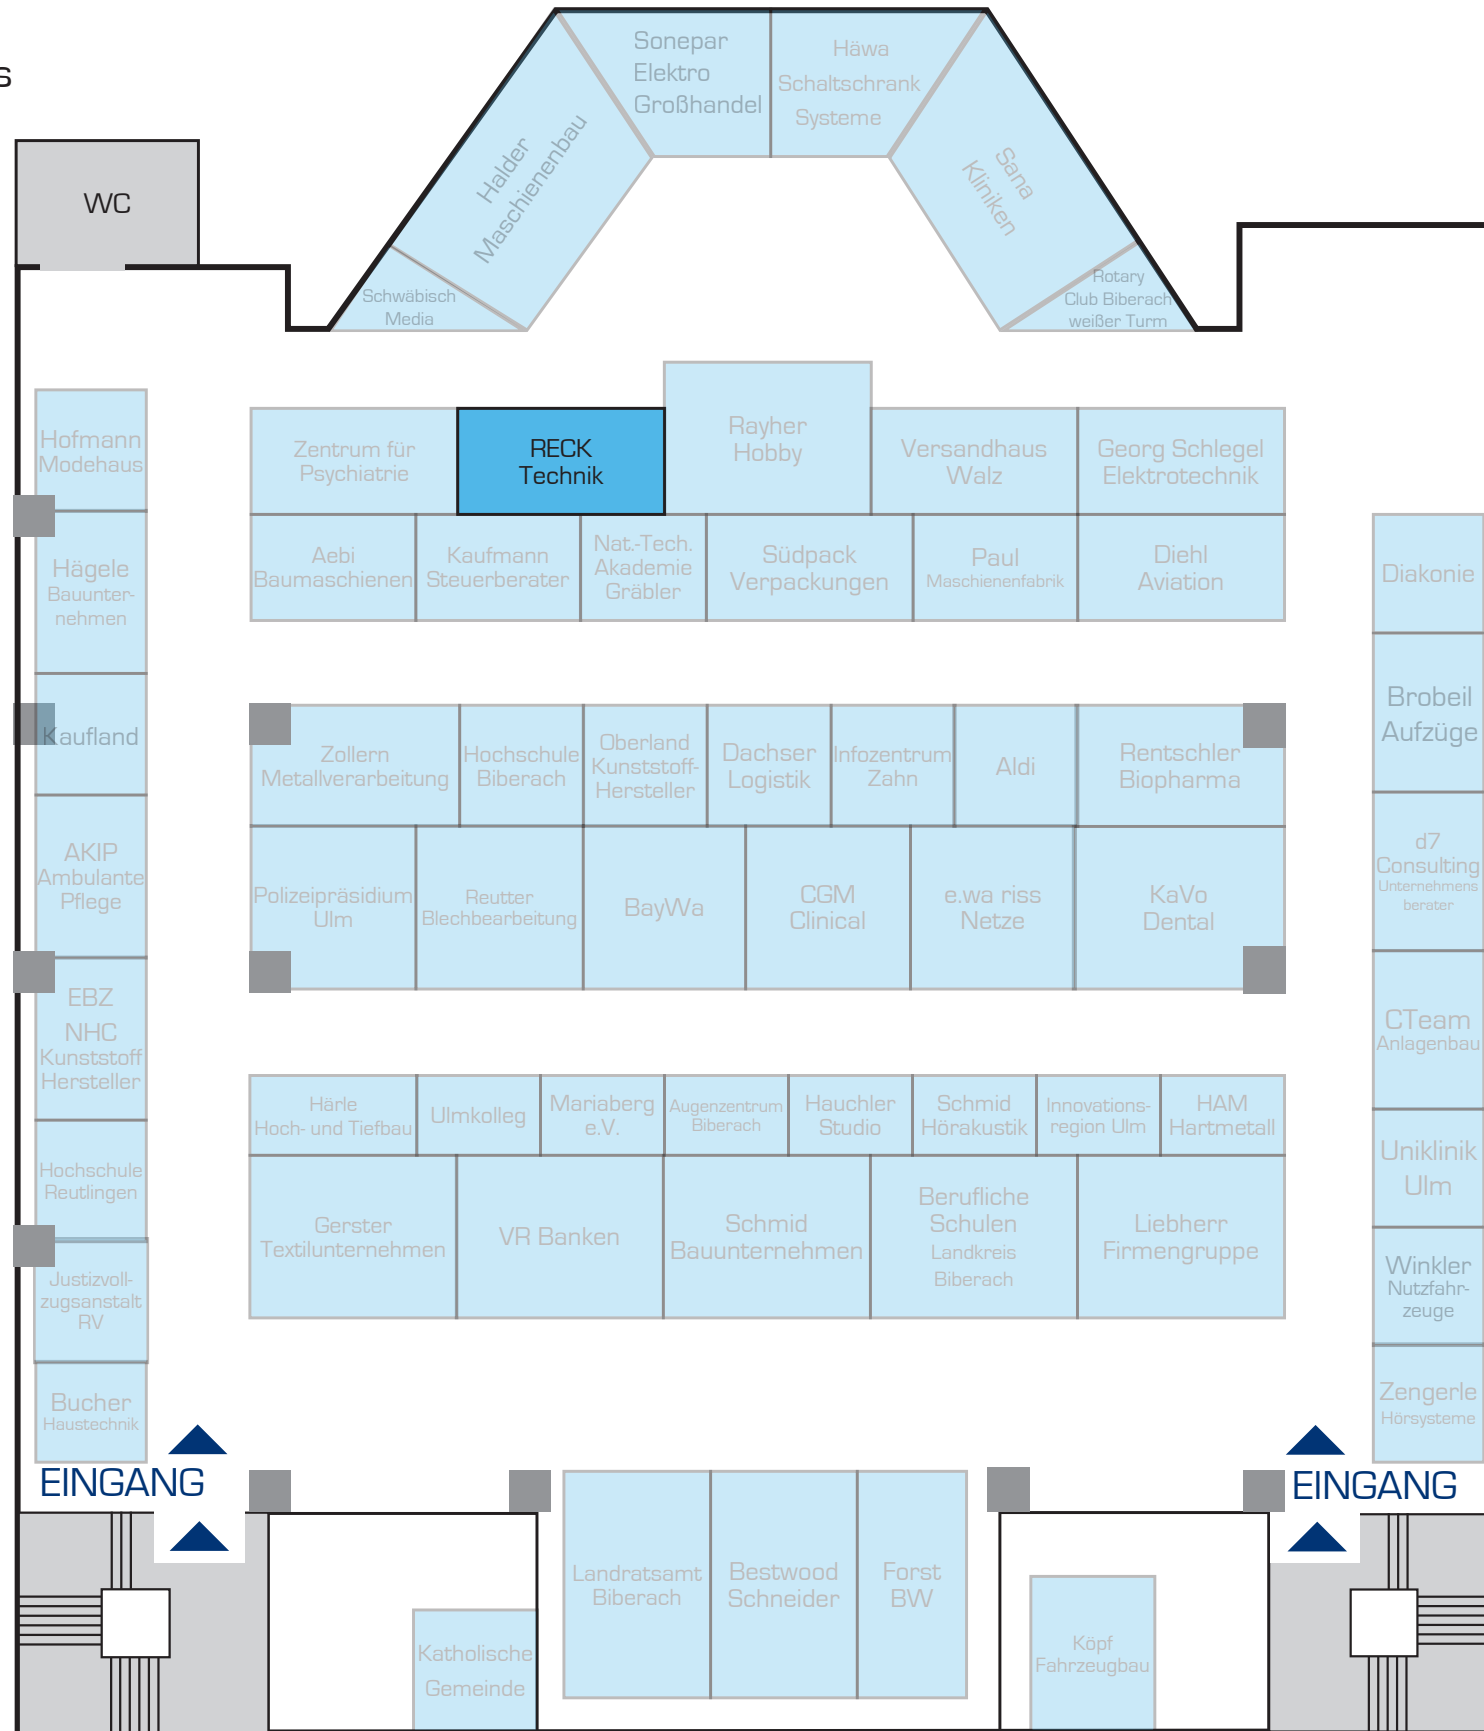 s
WC
Sonepar
Elektro
Großhandel
Häwa
Schaltschrank
Systeme
Halder
Maschienenbau
Sana
Kliniken
Schwäbisch
Media
Rotary
Club Biberach
weißer Turm
Hofmann
Modehaus
Hägele
Bauunter-
nehmen
Kaufland
AKIP
Ambulante
Pflege
EBZ
NHC
Kunststoff
Hersteller
Hochschule
Reutlingen
Justizvoll-
zugsanstalt
RV
Bucher
Haustechnik
Zentrum für
Psychiatrie
RECK
Technik
Rayher
Hobby
Versandhaus
Walz
Georg Schlegel
Elektrotechnik
Aebi
Baumaschienen
Kaufmann
Steuerberater
Nat.-Tech.
Akademie
Gräbler
Südpack
Verpackungen
Paul
Maschienenfabrik
Diehl
Aviation
Zollern
Metallverarbeitung
Hochschule
Biberach
Oberland
Kunststoff-
Hersteller
Dachser
Logistik
Infozentrum
Zahn
Aldi
Rentschler
Biopharma
Polizeipräsidium
Ulm
Reutter
Blechbearbeitung
BayWa
CGM
Clinical
e.wa riss
Netze
KaVo
Dental
Härle
Hoch- und Tiefbau
Ulmkolleg
Mariaberg
e.V.
Augenzentrum
Biberach
Hauchler
Studio
Schmid
Hörakustik
Innovations-
region Ulm
HAM
Hartmetall
Gerster
Textilunternehmen
VR Banken
Schmid
Bauunternehmen
Berufliche
Schulen
Landkreis
Biberach
Liebherr
Firmengruppe
Diakonie
Brobeil
Aufzüge
d7
Consulting
Unternehmens
berater
CTeam
Anlagenbau
Uniklinik
Ulm
Winkler
Nutzfahr-
zeuge
Zengerle
Hörsysteme
EINGANG
EINGANG
Landratsamt
Biberach
Bestwood
Schneider
Forst
BW
Katholische
Gemeinde
Köpf
Fahrzeugbau